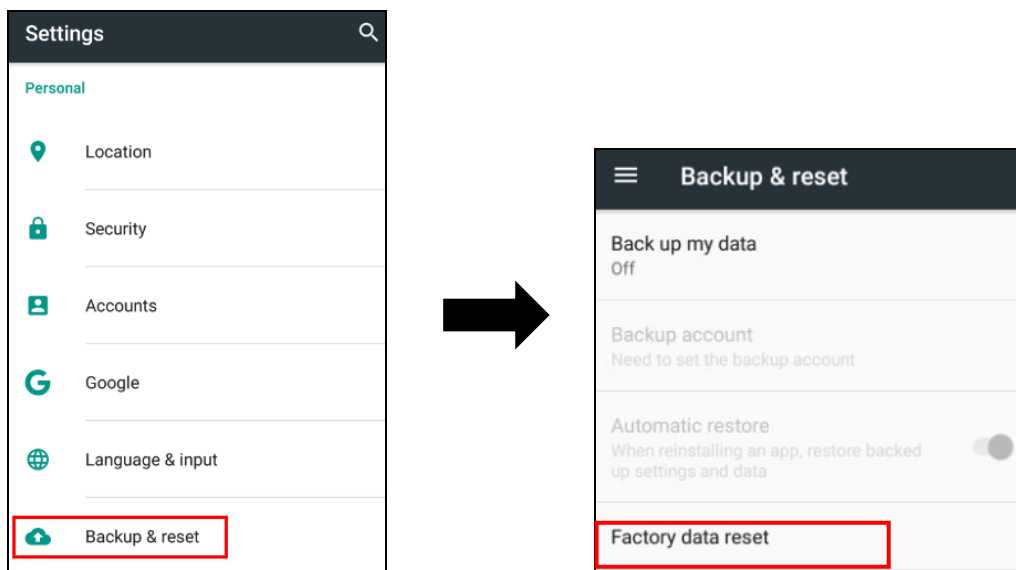 Settings
Personal
Location
Security
Accounts
Google
Language & input
Backup & reset
Backup & reset
Back up my data
Off
Backup account
Need to set the backup account
Automatic restore
When reinstalling an app, restore backed
up settings and data
Factory data reset